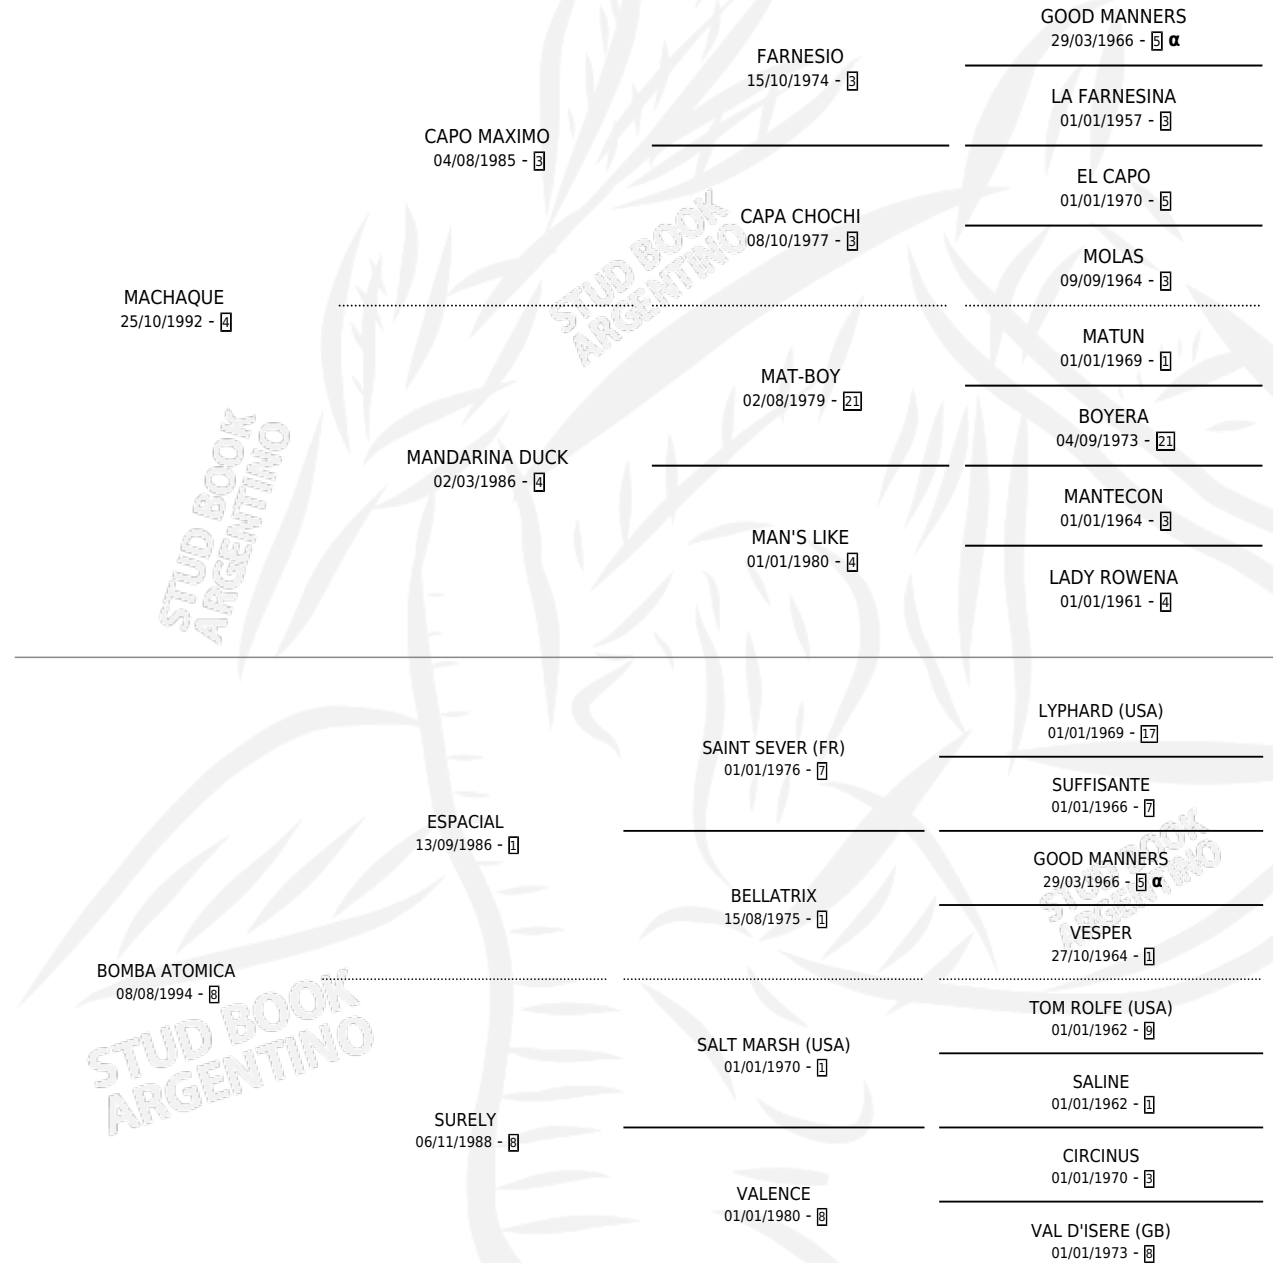 GOOD MANNERS
29/03/1966 - 5 α
FARNESIO
15/10/1974 - 3
LA FARNESINA
01/01/1957 - 3
CAPO MAXIMO
04/08/1985 - 3
EL CAPO
01/01/1970 - 5
CAPA CHOCHI
08/10/1977 - 3
MOLAS
09/09/1964 - 3
MACHAQUE
25/10/1992 - 4
MATUN
01/01/1969 - 1
MAT-BOY
02/08/1979 - 21
BOYERA
04/09/1973 - 21
MANDARINA DUCK
02/03/1986 - 4
MANTECON
01/01/1964 - 3
MAN'S LIKE
01/01/1980 - 4
LADY ROWENA
01/01/1961 - 4
LYPHARD (USA)
01/01/1969 - 17
SAINT SEVER (FR)
01/01/1976 - 7
SUFFISANTE
01/01/1966 - 7
ESPACIAL
13/09/1986 - 1
GOOD MANNERS
29/03/1966 - 5 α
BELLATRIX
15/08/1975 - 1
VESPER
27/10/1964 - 1
BOMBA ATOMICA
08/08/1994 - 8
TOM ROLFE (USA)
01/01/1962 - 9
SALT MARSH (USA)
01/01/1970 - 1
SALINE
01/01/1962 - 1
SURELY
06/11/1988 - 8
CIRCINUS
01/01/1970 - 3
VALENCE
01/01/1980 - 8
VAL D'ISERE (GB)
01/01/1973 - 8
STUD BOOK
ARGENTINO
STUD BOOK
ARGENTINO
STUD BOOK
ARGENTINO
STUD BOOK
ARGENTINO